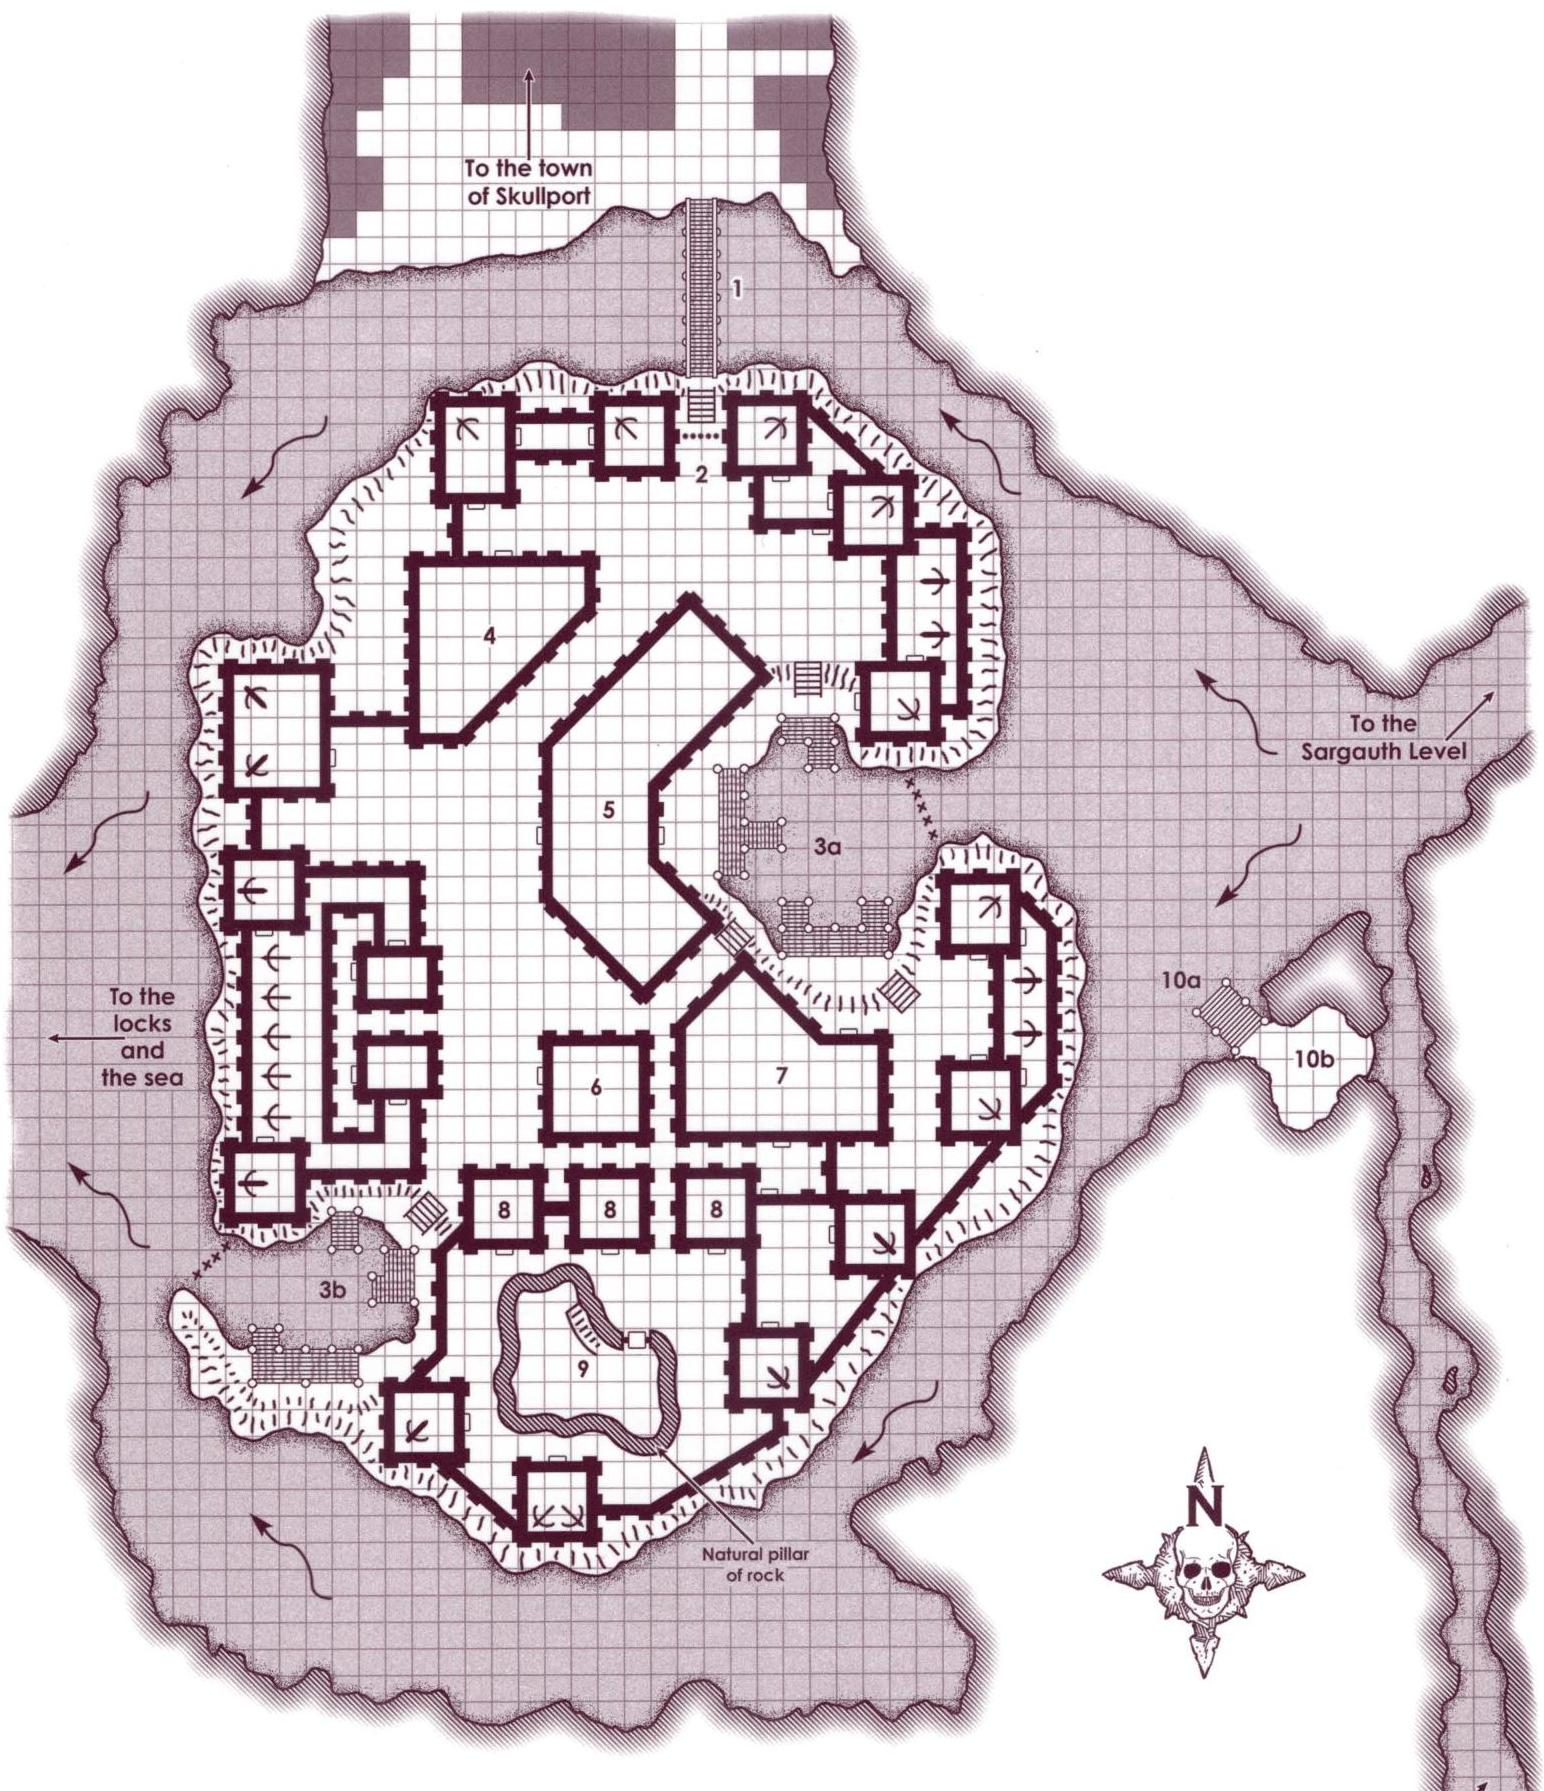 To the town
of Skullport
1
2
4
To the
Sargauth Level
5
3a
10a
To the
locks
and
the sea
10b
6
7
8
8
8
3b
9
N
Natural pillar
of rock